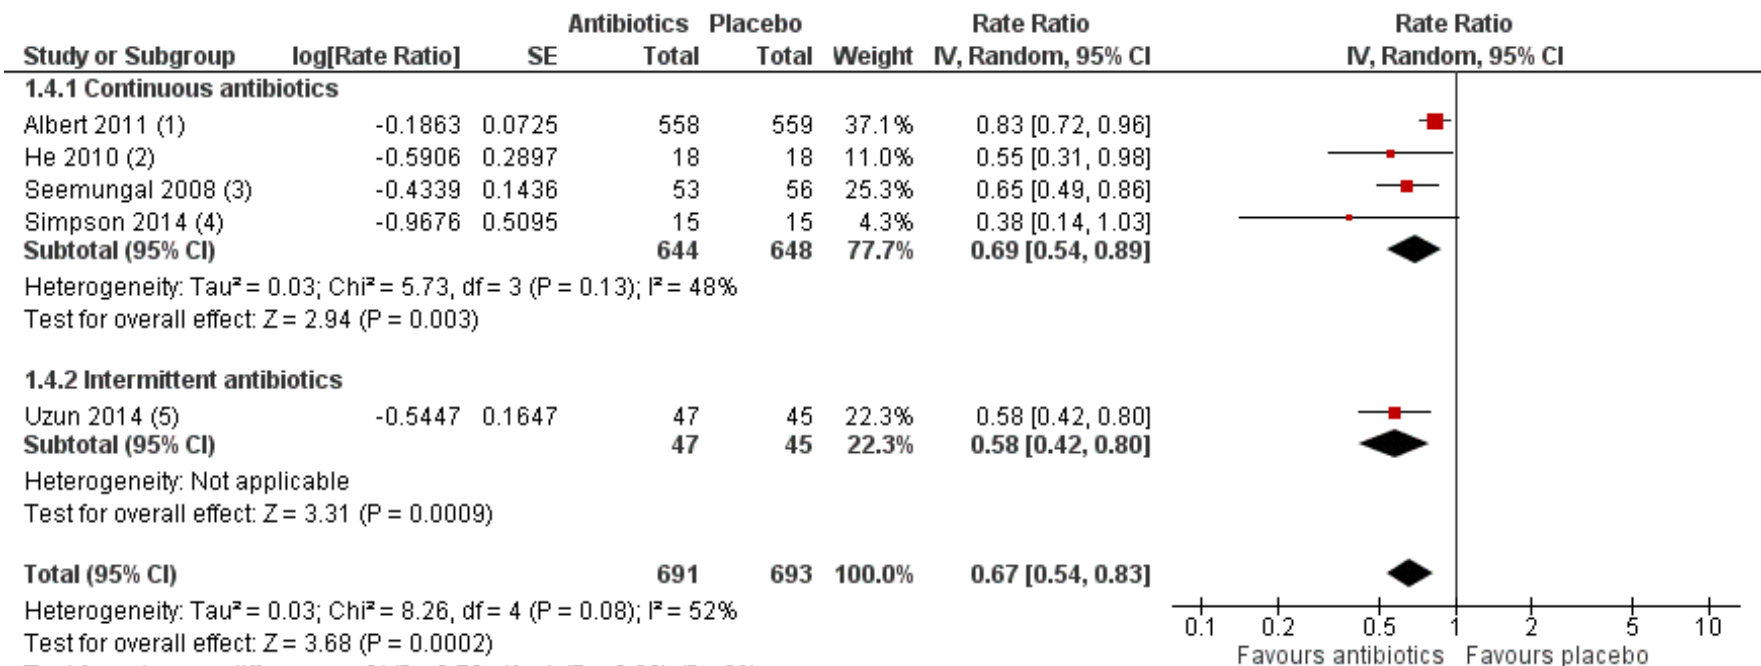 Antibiotics Placebo Rate Ratio Rate Ratio
Study or Subgroup log[Rate Ratio] SE Total Total Weight IV, Random, 95% CI IV, Random, 95% CI
1.4.1 Continuous antibiotics
Albert 2011 (1) -0.1863 0.0725 558 559 37.1% 0.83 [0.72, 0.96]
He 2010 (2) -0.5906 0.2897 18 18 11.0% 0.55 [0.31, 0.98]
Seemungal 2008 (3) -0.4339 0.1436 53 56 25.3% 0.65 [0.49, 0.86]
Simpson 2014 (4) -0.9676 0.5095 15 15 4.3% 0.38 [0.14, 1.03]
Subtotal (95% CI) 644 648 77.7% 0.69 [0.54, 0.89]
Heterogeneity: Tau² = 0.03; Chi² = 5.73, df = 3 (P = 0.13); I² = 48%
Test for overall effect: Z = 2.94 (P = 0.003)
1.4.2 Intermittent antibiotics
Uzun 2014 (5) -0.5447 0.1647 47 45 22.3% 0.58 [0.42, 0.80]
Subtotal (95% CI) 47 45 22.3% 0.58 [0.42, 0.80]
Heterogeneity: Not applicable
Test for overall effect: Z = 3.31 (P = 0.0009)
Total (95% CI) 691 693 100.0% 0.67 [0.54, 0.83]
Heterogeneity: Tau² = 0.03; Chi² = 8.26, df = 4 (P = 0.08); I² = 52%
Test for overall effect: Z = 3.68 (P = 0.0002)
0.1 0.2 0.5 1 2 5 10
Favours antibiotics Favours placebo